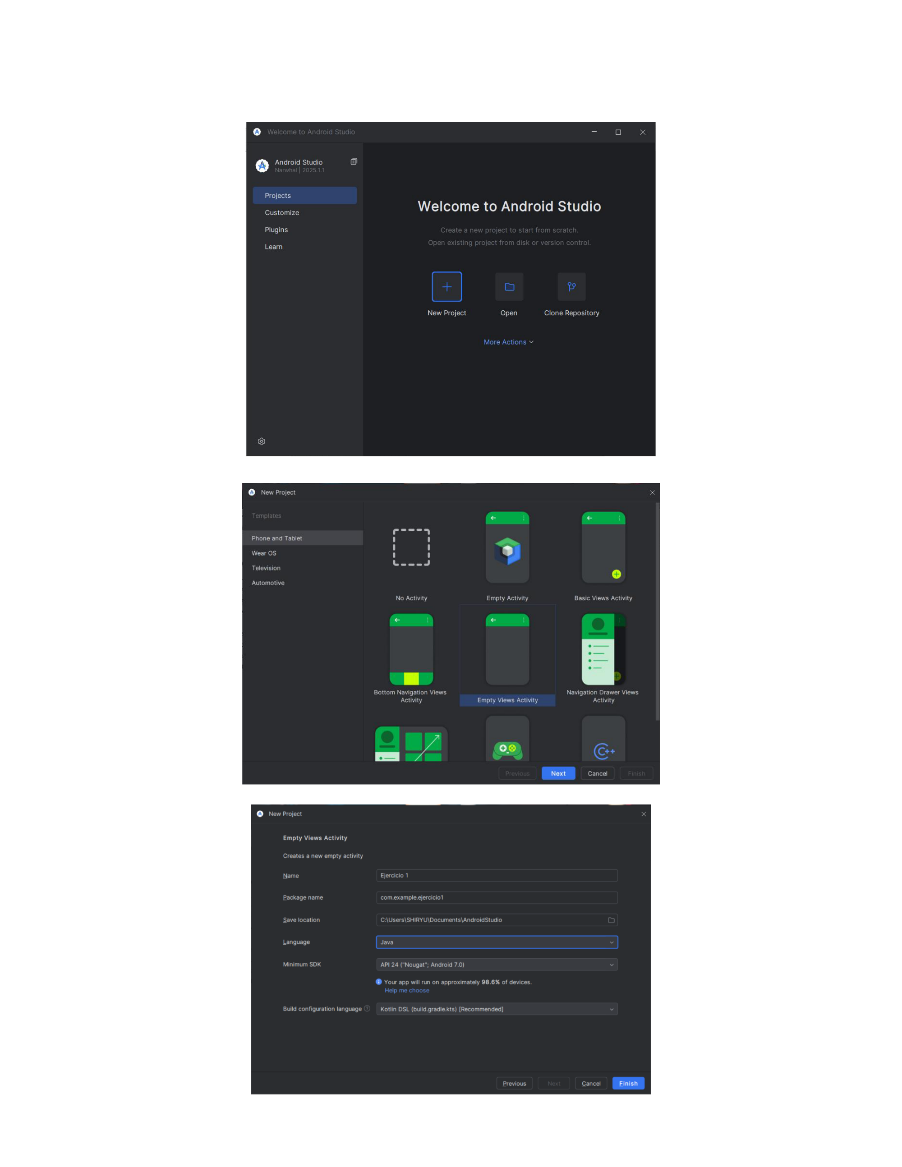 Welcome to Android Studio
Android Studio
Narwhal | 2025.1.1
Projects
Customize
Plugins
Learn
Welcome to Android Studio
Create a new project to start from scratch.
Open existing project from disk or version control.
New Project
Open
Clone Repository
More Actions
New Project
Templates
Phone and Tablet
Wear OS
Television
Automotive
No Activity
Empty Activity
Basic Views Activity
Bottom Navigation Views
Activity
Empty Views Activity
Navigation Drawer Views
Activity
C++
Previous
Next
Cancel
Finish
New Project
Empty Views Activity
Creates a new empty activity
Name
Ejercicio 1
Package name
com.example.ejercicio1
Save location
C:\Users\SHIRYU\Documents\AndroidStudio
Language
Java
Minimum SDK
API 24 ("Nougat"; Android 7.0)
Your app will run on approximately 98.6% of devices.
Help me choose
Build configuration language
Kotlin DSL (build.gradle.kts) [Recommended]
Previous
Next
Cancel
Finish